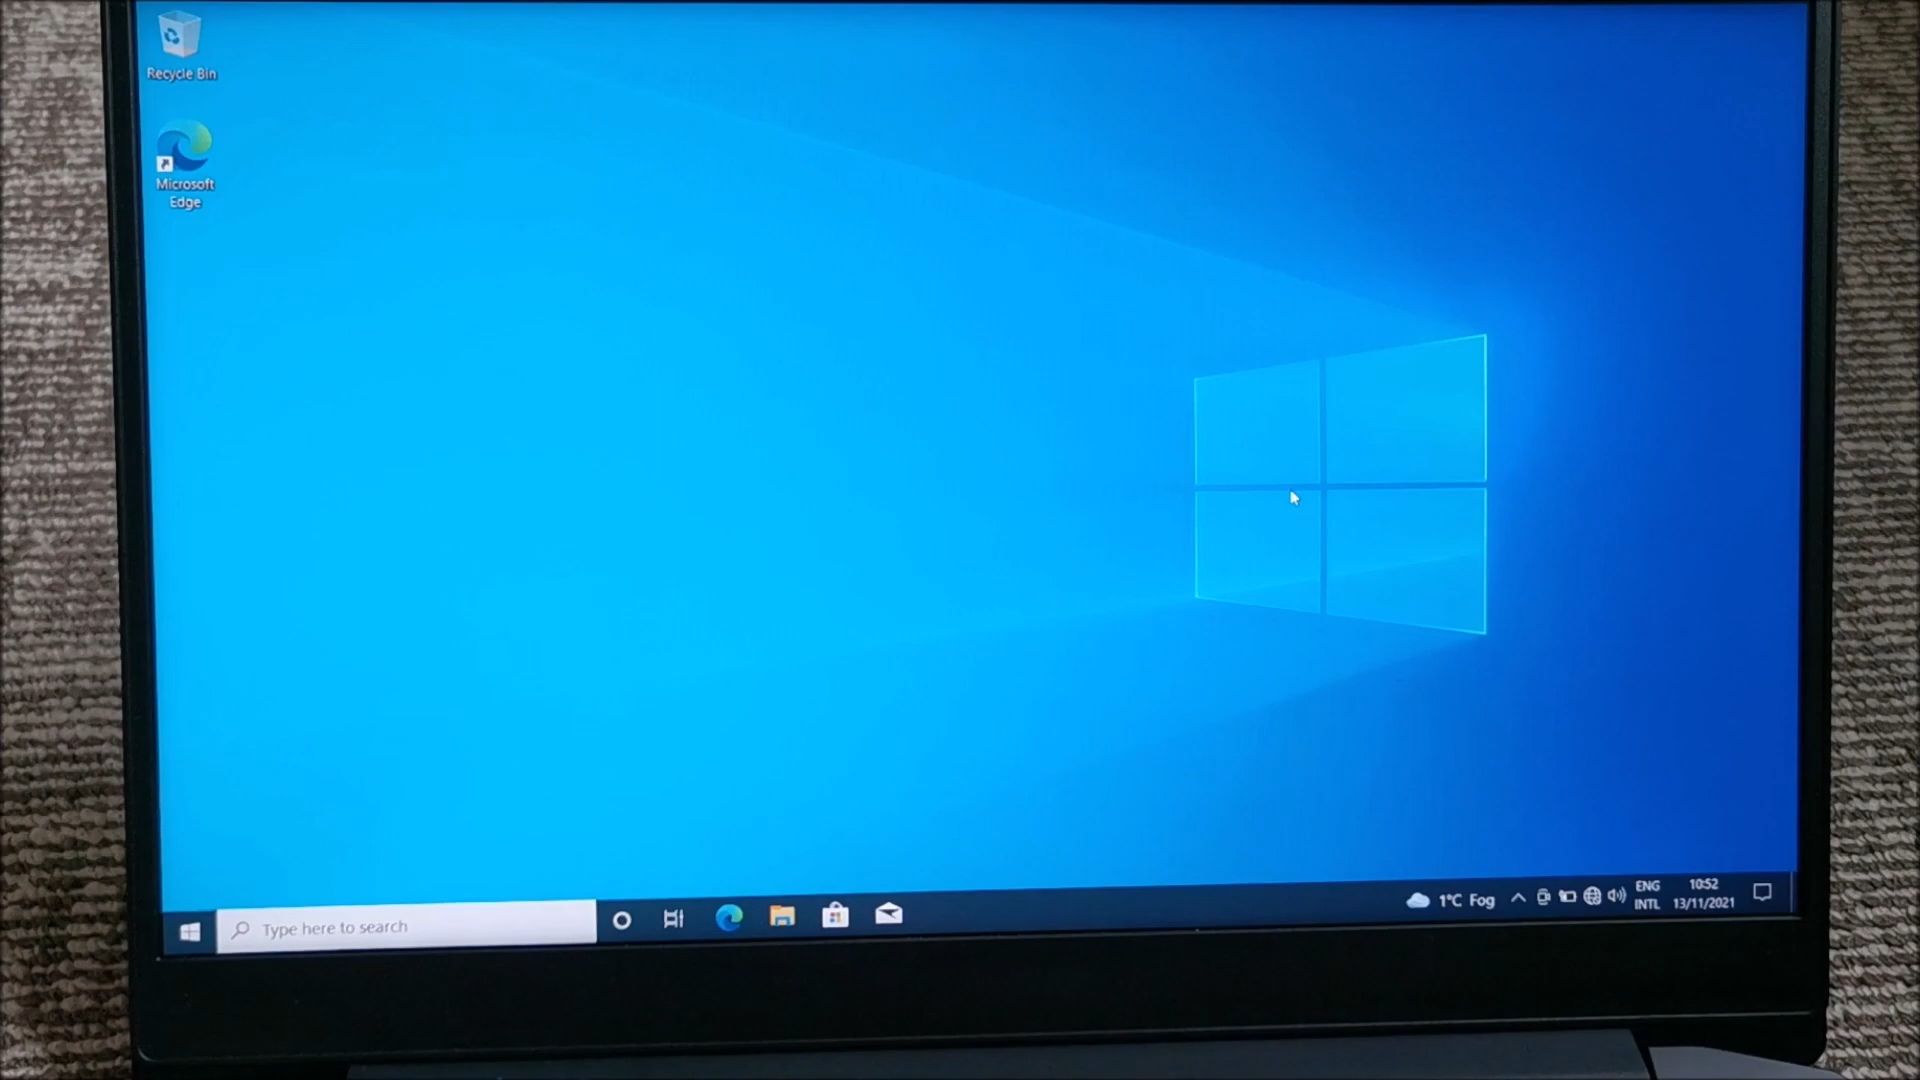 Recycle Bin
Microsoft
Edge
Type here to search
1°C Fog
ENG
INTL
10:52
13/11/2021